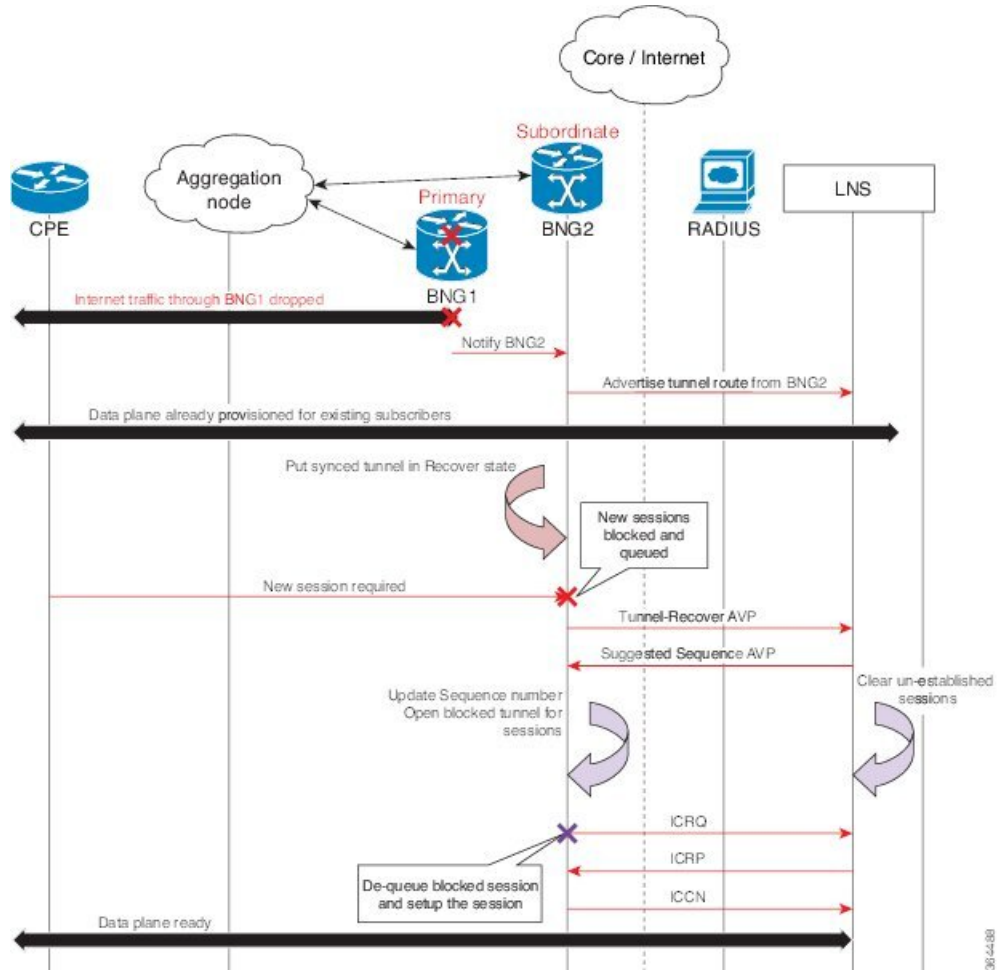 Core / Internet
Subordinate
Aggregation
node
Primary
LNS
CPE
BNG2
RADIUS
BNG1
Internet traffic through BNG1 dropped
Notify BNG2
Advertise tunnel route from BNG2
Data plane already provisioned for existing subscribers
Put synced tunnel in Recover state
New sessions
blocked and
queued
New session required
Tunnel-Recover AVP
Suggested Sequence AVP
Clear un-established
sessions
Update Sequence number
Open blocked tunnel for
sessions
ICRQ
ICRP
De-queue blocked session
and setup the session
ICCN
Data plane ready
364488